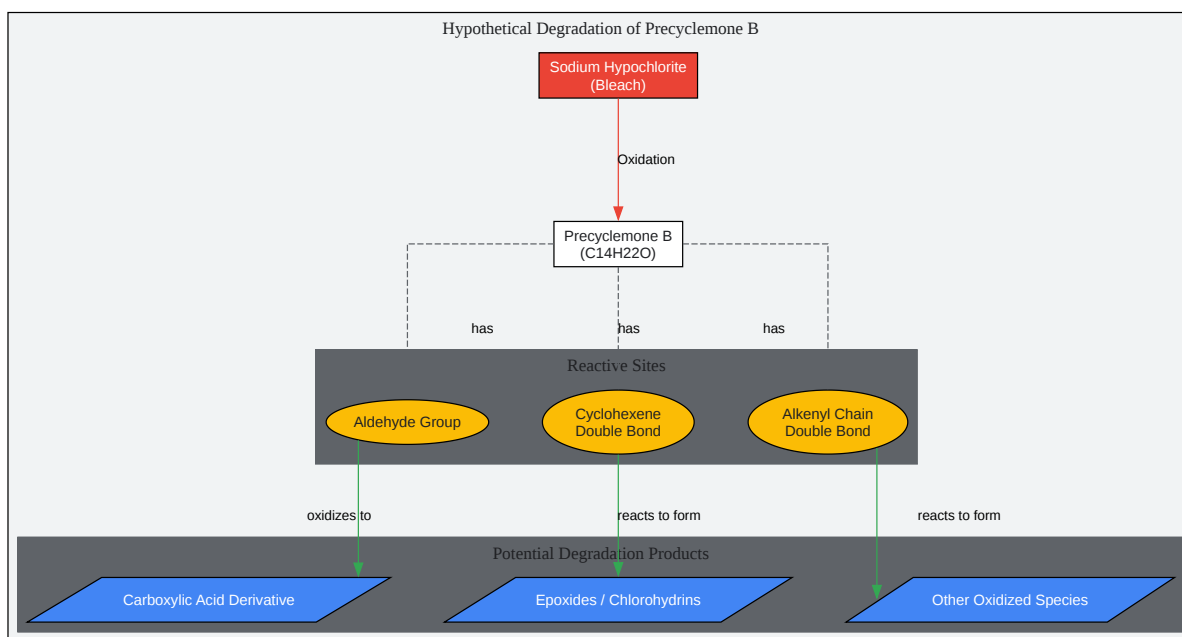 Hypothetical Degradation of Precyclemone B
Sodium Hypochlorite
(Bleach)
Oxidation
Precyclemone B
(C14H22O)
has
has
has
Reactive Sites
Aldehyde Group
Cyclohexene
Double Bond
Alkenyl Chain
Double Bond
oxidizes to
reacts to form
reacts to form
Potential Degradation Products
Carboxylic Acid Derivative
Epoxides / Chlorohydrins
Other Oxidized Species